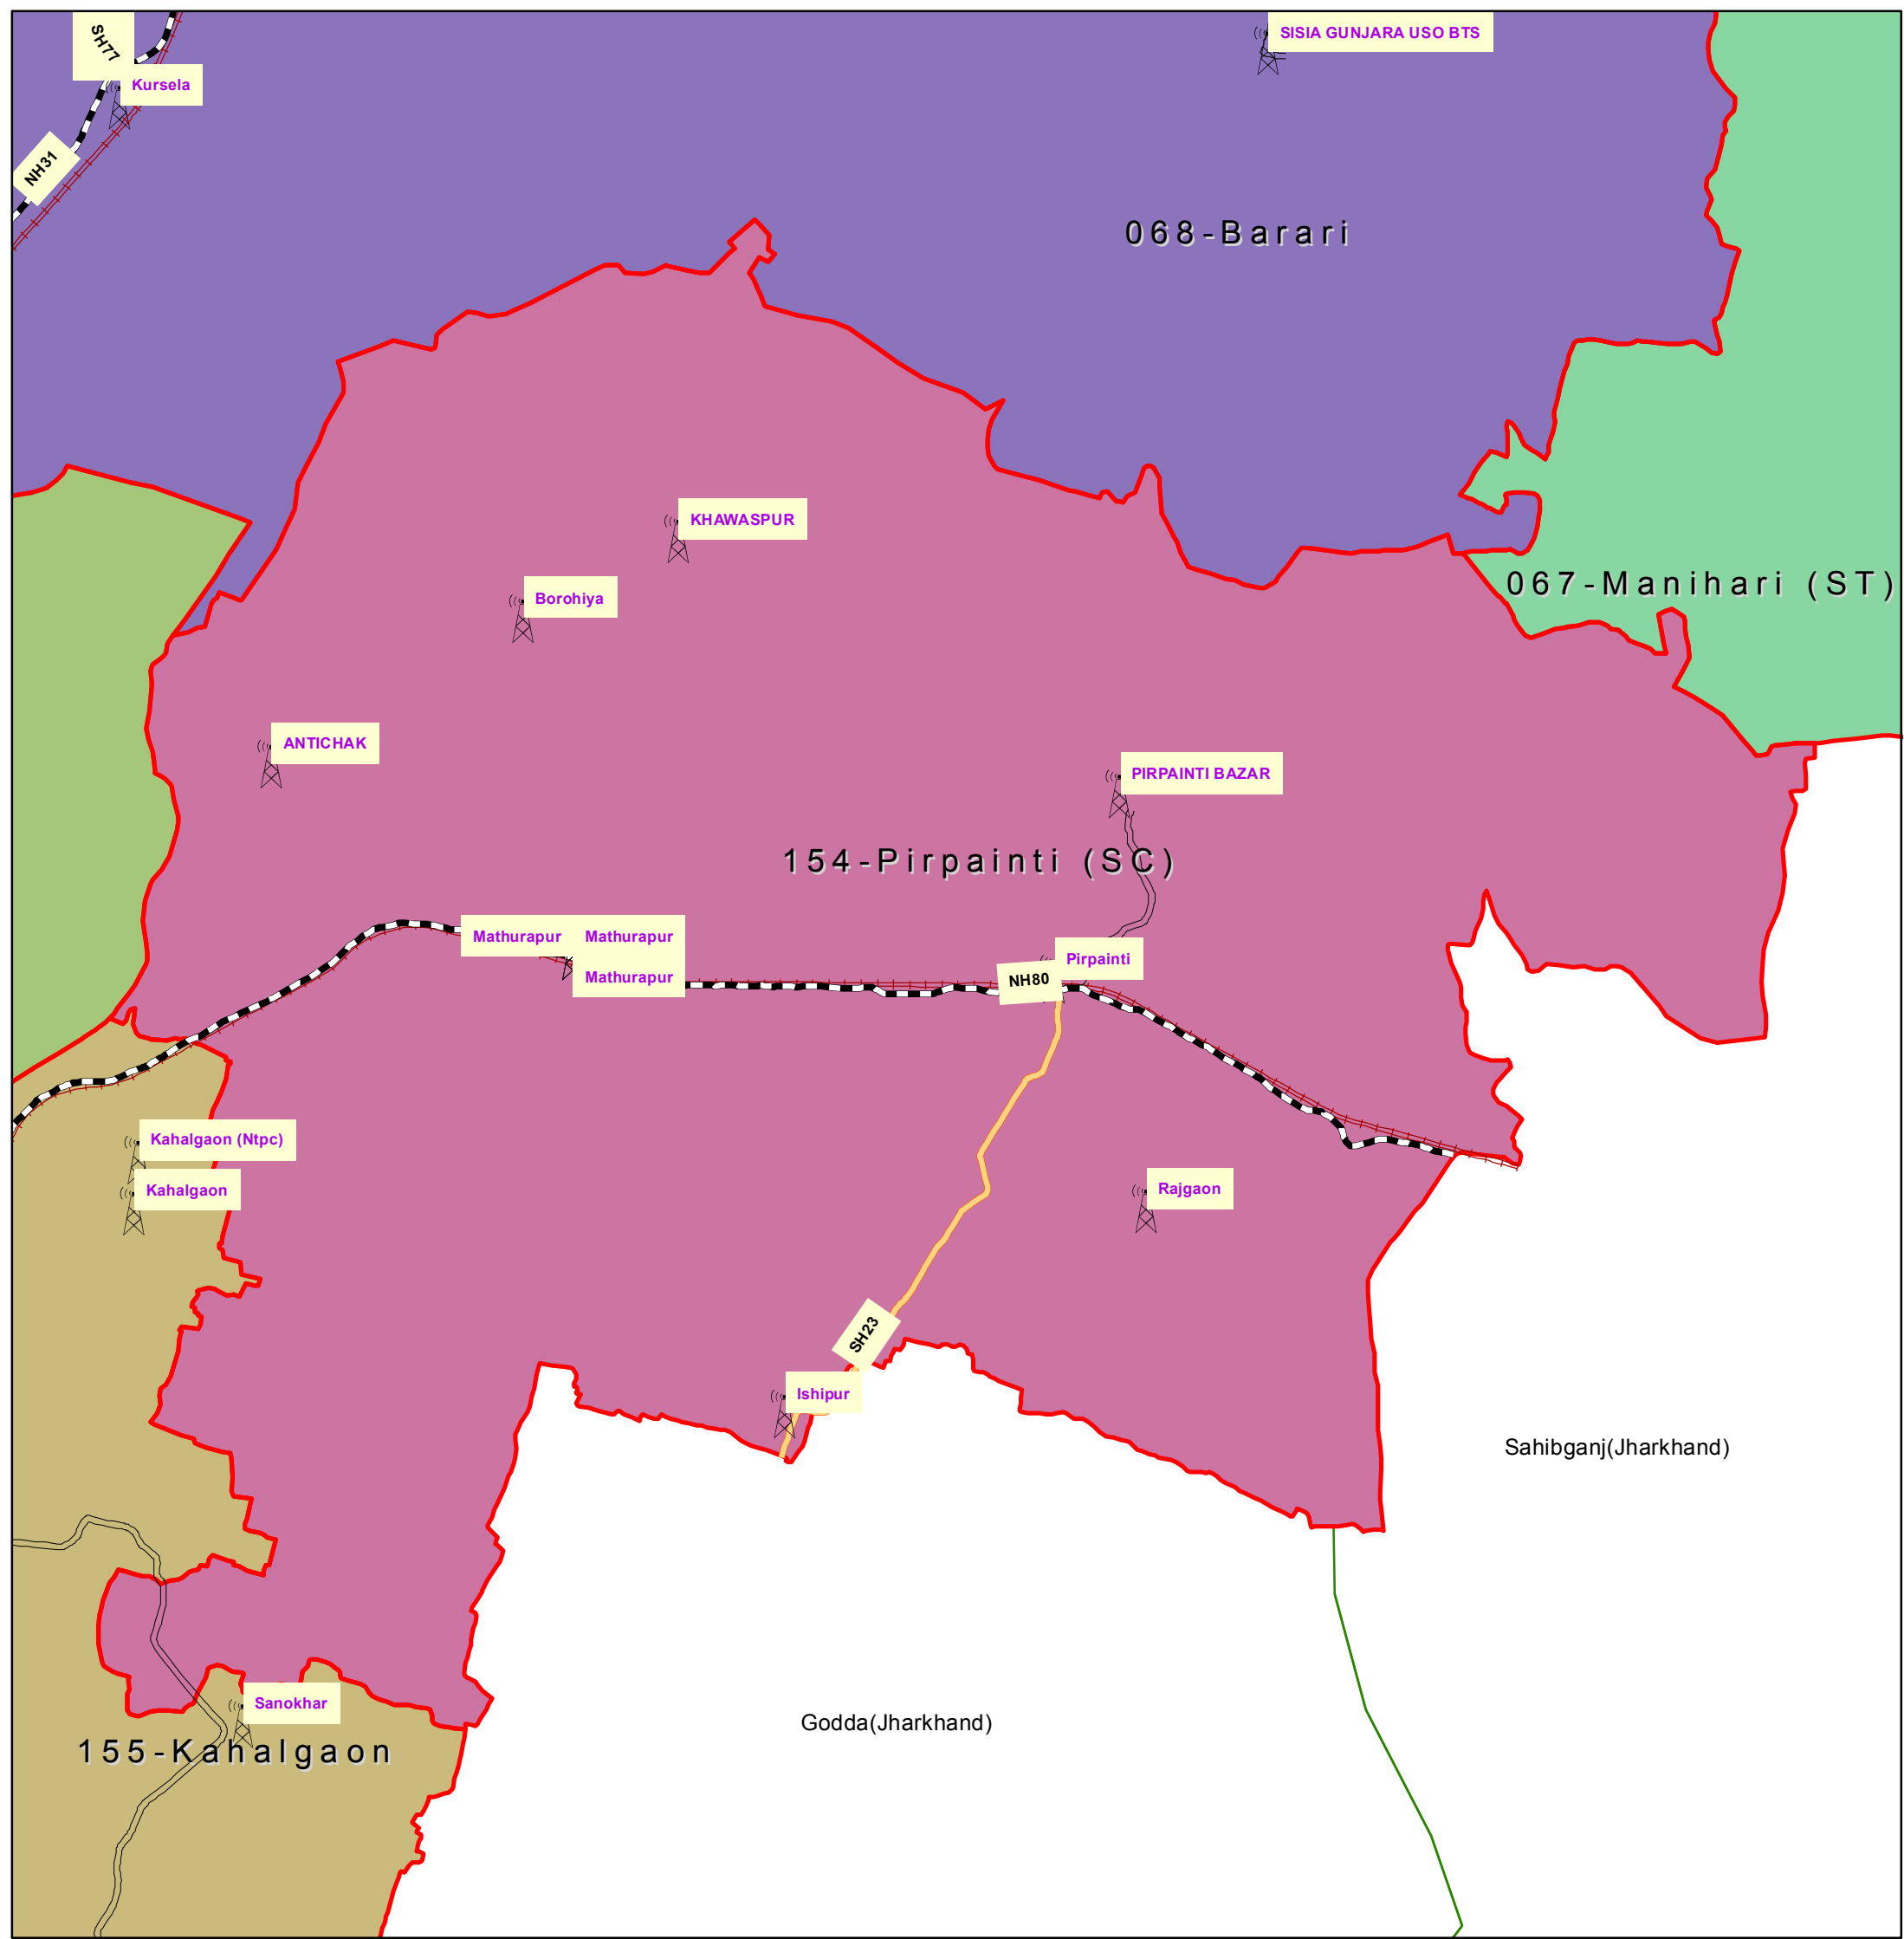 SISIA GUNJARA USO BTS
SH77
Kursela
NH31
068-Barari
KHAWASPUR
067-Manihari (ST)
Borohiya
ANTICHAK
PIRPAINTI BAZAR
154-Pirpainti (SC)
Mathurapur Mathurapur
Pirpainti
Mathurapur
NH80
Kahalgaon (Ntpc)
Kahalgaon
Rajgaon
SH23
Ishipur
Sahibganj(Jharkhand)
Sanokhar
Godda(Jharkhand)
155-Kahalgaon